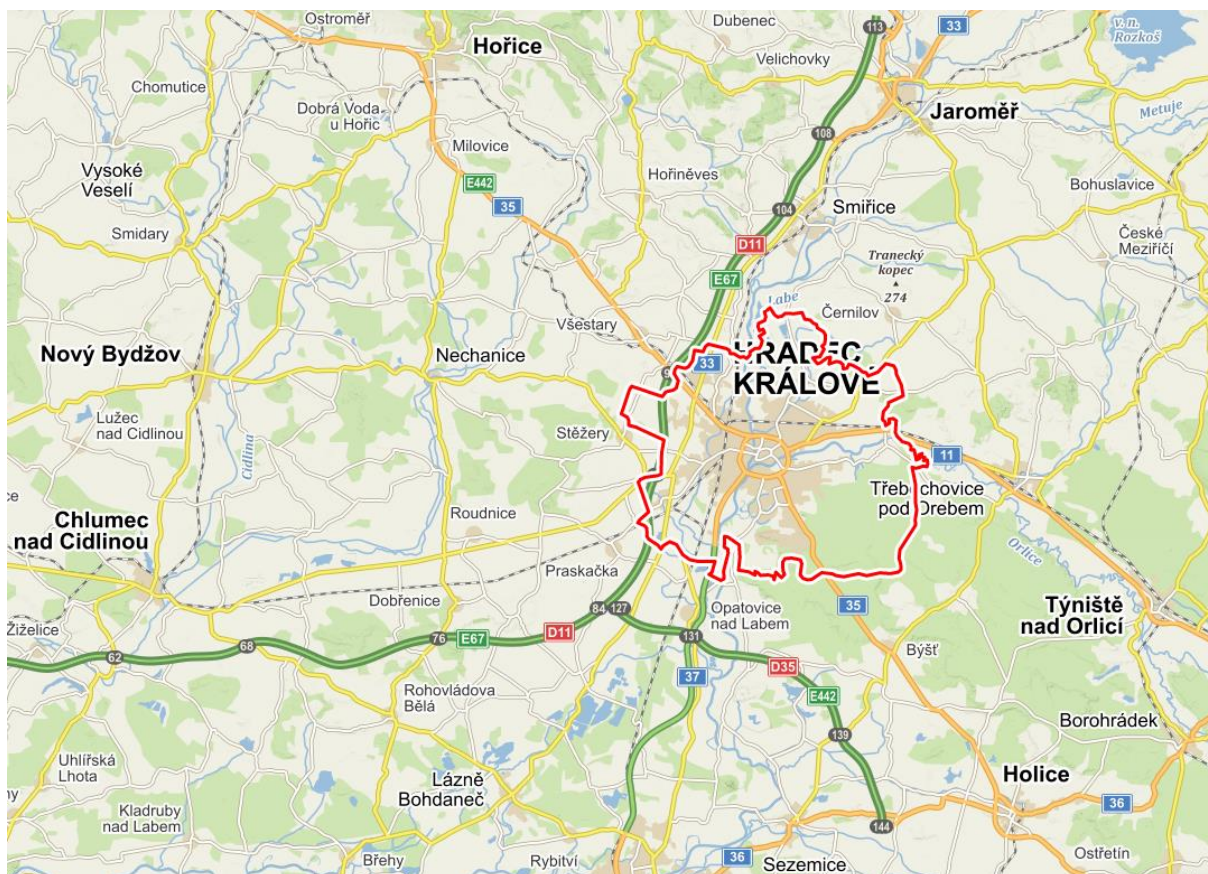 Ostroměř
Dubenec
113
33
v. n.
Rozkoš
Hořice
Velichovky
Chomutice
Dobrá Voda
u Hořic
Jaroměř
Metuje
108
Milovice
Vysoké
Veselí
Hořiněves
E442
35
Bohuslavice
104
Smiřice
Smidary
České
Meziříčí
D11
Tranecký
kopec
E67
274
Labe
Černilov
Všestary
Nový Bydžov
Nechanice
33
HRADEC
KRÁLOVÉ
Lužec
nad Cidlinou
Stěžery
Cidlina
11
Třebechovice
pod Orebem
Roudnice
Chlumec
nad Cidlinou
Orlice
Praskačka
Dobřenice
84
127
35
Opatovice
nad Labem
Týniště
nad Orlicí
Žiželice
62
68
76
E67
D11
131
Býšť
37
D35
E442
Rohovládova
Bělá
Borohrádek
139
Uhlířská
Lhota
Lázně
Bohdaneč
Holice
36
Kladruby
nad Labem
144
Břehy
Rybitví
36
Sezemice
Ostřetín